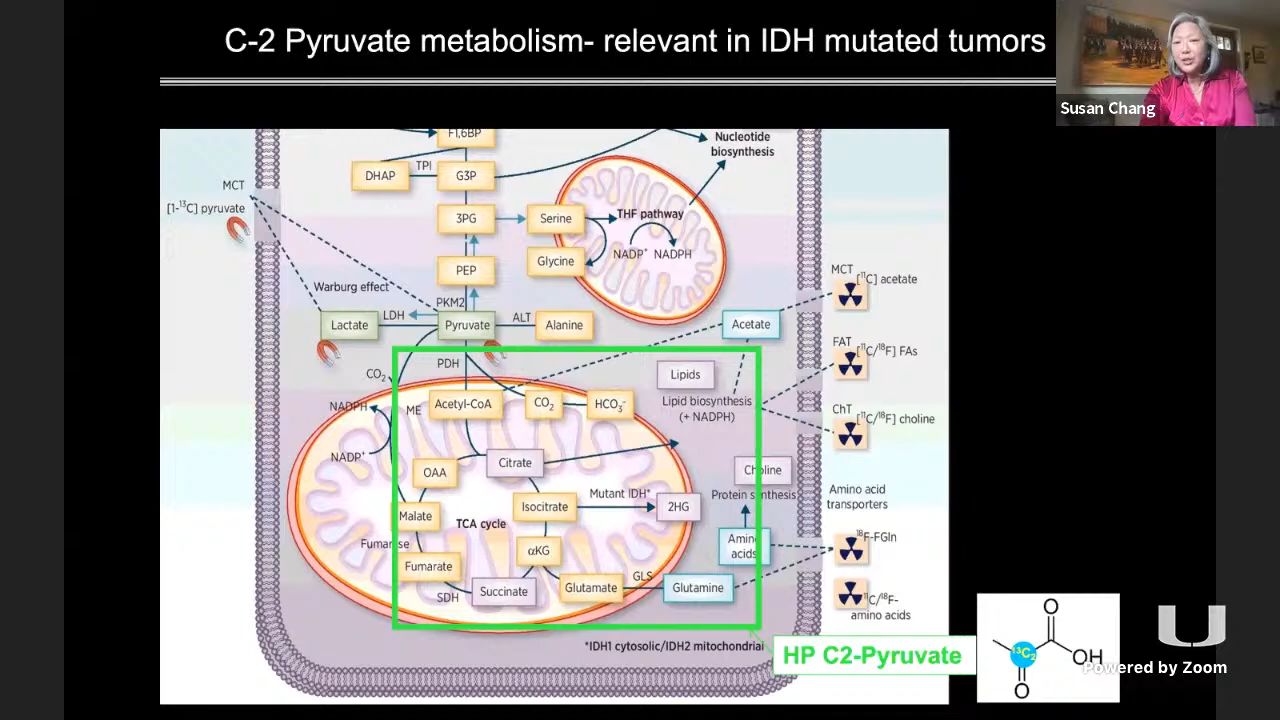 C-2 Pyruvate metabolism- relevant in IDH mutated tumors
Susan Chang
F1,6BP
Nucleotide
biosynthesis
DHAP
TPI
G3P
MCT
[1-¹³C] pyruvate
3PG
Serine
THF pathway
NADP⁺ NADPH
Glycine
PEP
MCT
[¹¹C] acetate
Warburg effect
PKM2
LDH
ALT
Lactate
Pyruvate
Alanine
Acetate
FAT
[¹¹C/¹⁸F] FAs
PDH
CO₂
Lipids
Acetyl-CoA
CO₂
HCO₃⁻
Lipid biosynthesis
(+ NADPH)
NADPH
ME
ChT
[¹¹C/¹⁸F] choline
NADP⁺
OAA
Citrate
Choline
Protein synthesis
Mutant IDH*
Isocitrate
2HG
Amino acid
transporters
Malate
TCA cycle
Fumarase
αKG
Amino
acids
¹⁸F-FGln
Fumarate
GLS
SDH
Succinate
Glutamate
Glutamine
¹¹C/¹⁸F-
amino acids
*IDH1 cytosolic/IDH2 mitochondrial
HP C2-Pyruvate
O
¹³C₂
OH
O
U
Powered by Zoom